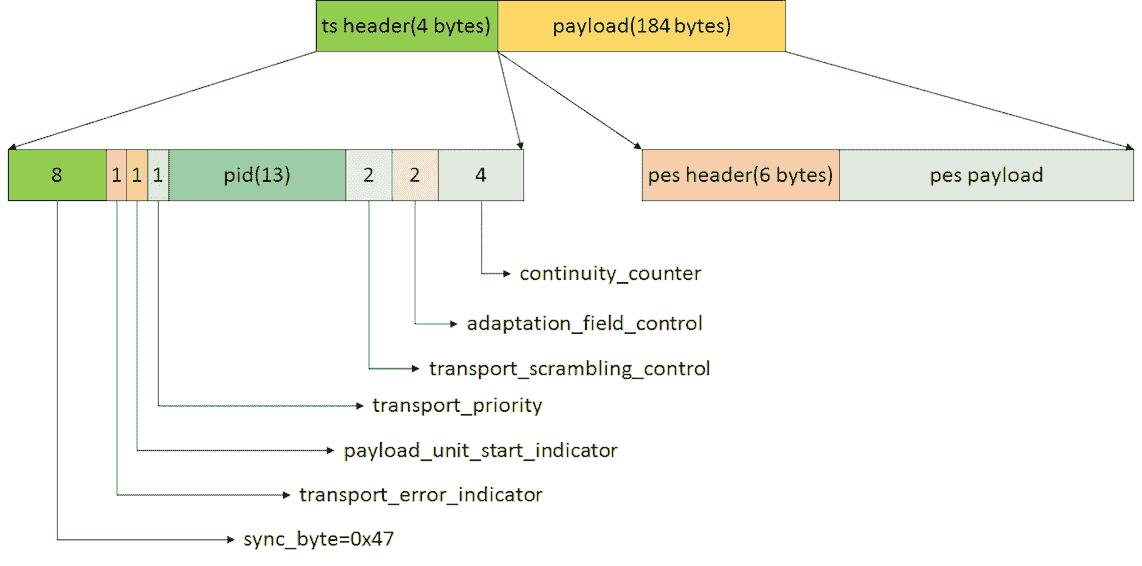 ts header(4 bytes)
payload(184 bytes)
8
1
1
1
pid(13)
2
2
4
pes header(6 bytes)
pes payload
continuity_counter
adaptation_field_control
transport_scrambling_control
transport_priority
payload_unit_start_indicator
transport_error_indicator
sync_byte=0x47